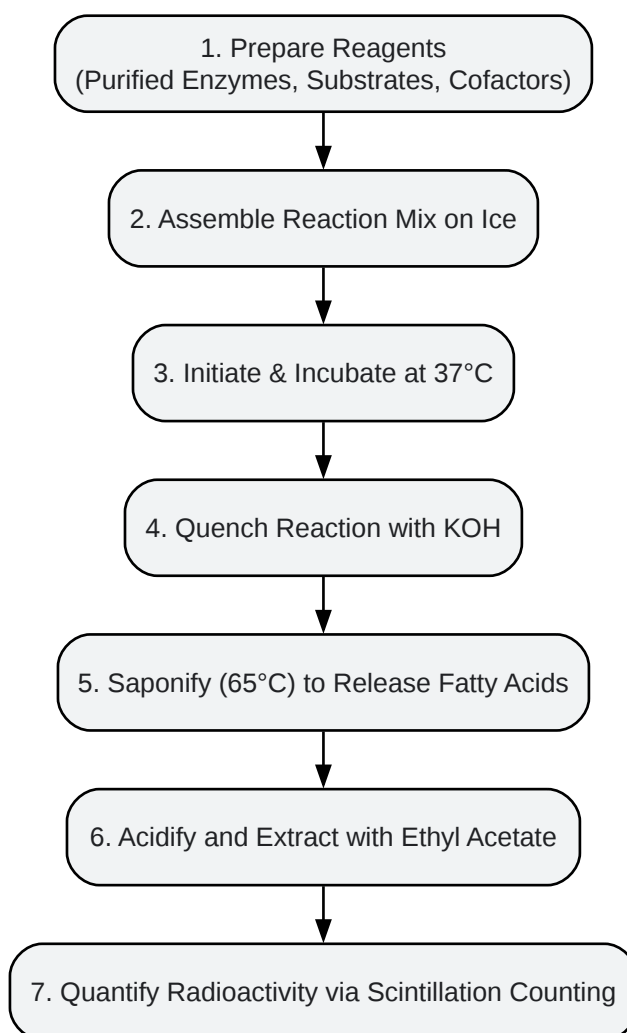 1. Prepare Reagents
(Purified Enzymes, Substrates, Cofactors)
2. Assemble Reaction Mix on Ice
3. Initiate & Incubate at 37°C
4. Quench Reaction with KOH
5. Saponify (65°C) to Release Fatty Acids
6. Acidify and Extract with Ethyl Acetate
7. Quantify Radioactivity via Scintillation Counting